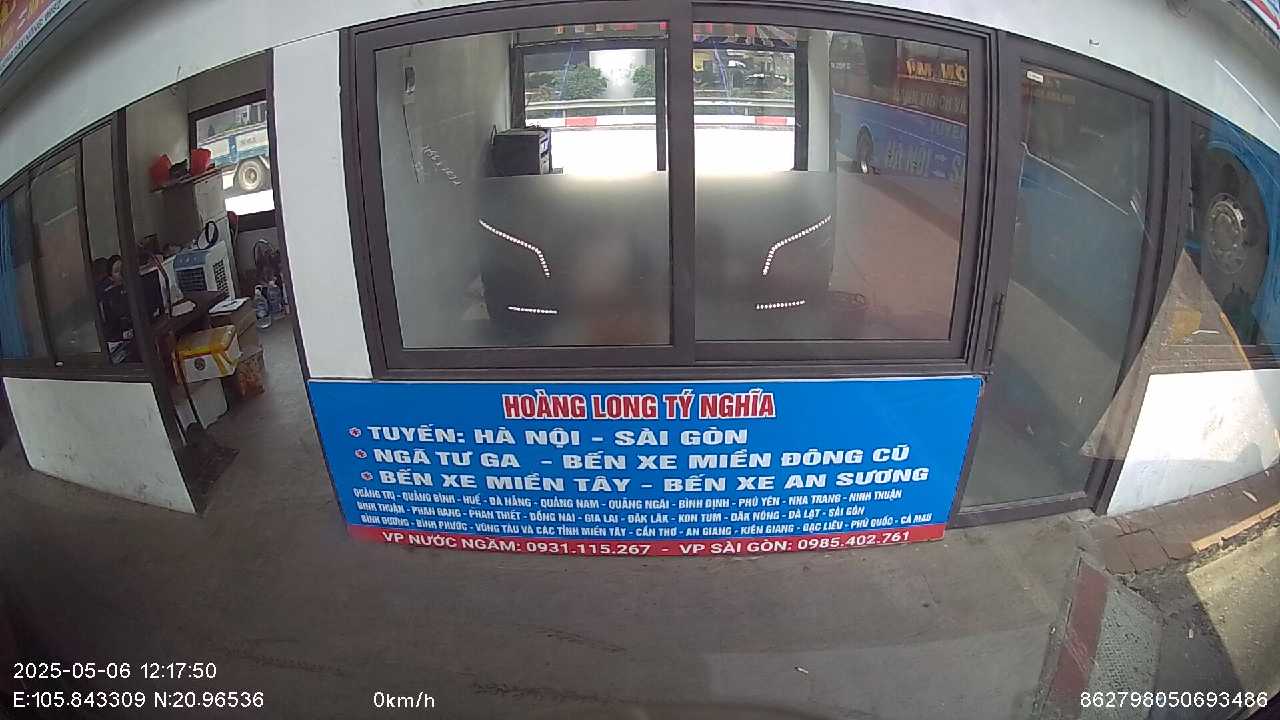 HOÀNG LONG TÝ NGHĨA
TUYẾN: HÀ NỘI - SÀI GÒN
NGÃ TƯ GA - BẾN XE MIỀN ĐÔNG CŨ
BẾN XE MIỀN TÂY - BẾN XE AN SƯƠNG
QUẢNG TRỊ - QUẢNG BÌNH - HUẾ - ĐÀ NẴNG - QUẢNG NAM - QUẢNG NGÃI - BÌNH ĐỊNH - PHÚ YÊN - NHA TRANG - NINH THUẬN
BÌNH THUẬN - PHAN RANG - PHAN THIẾT - ĐỒNG NAI - GIA LAI - ĐĂK LĂK - KON TUM - ĐĂK NÔNG - ĐÀ LẠT - SÀI GÒN
BÌNH DƯƠNG - BÌNH PHƯỚC - VŨNG TÀU VÀ CÁC TỈNH MIỀN TÂY - CẦN THƠ - AN GIANG - KIÊN GIANG - BẠC LIÊU - PHÚ QUỐC - CÀ MAU
VP NƯỚC NGẦM: 0931.115.267 - VP SÀI GÒN: 0985.402.761
2025-05-06 12:17:50
E:105.843309 N:20.96536 0km/h 862798050693486